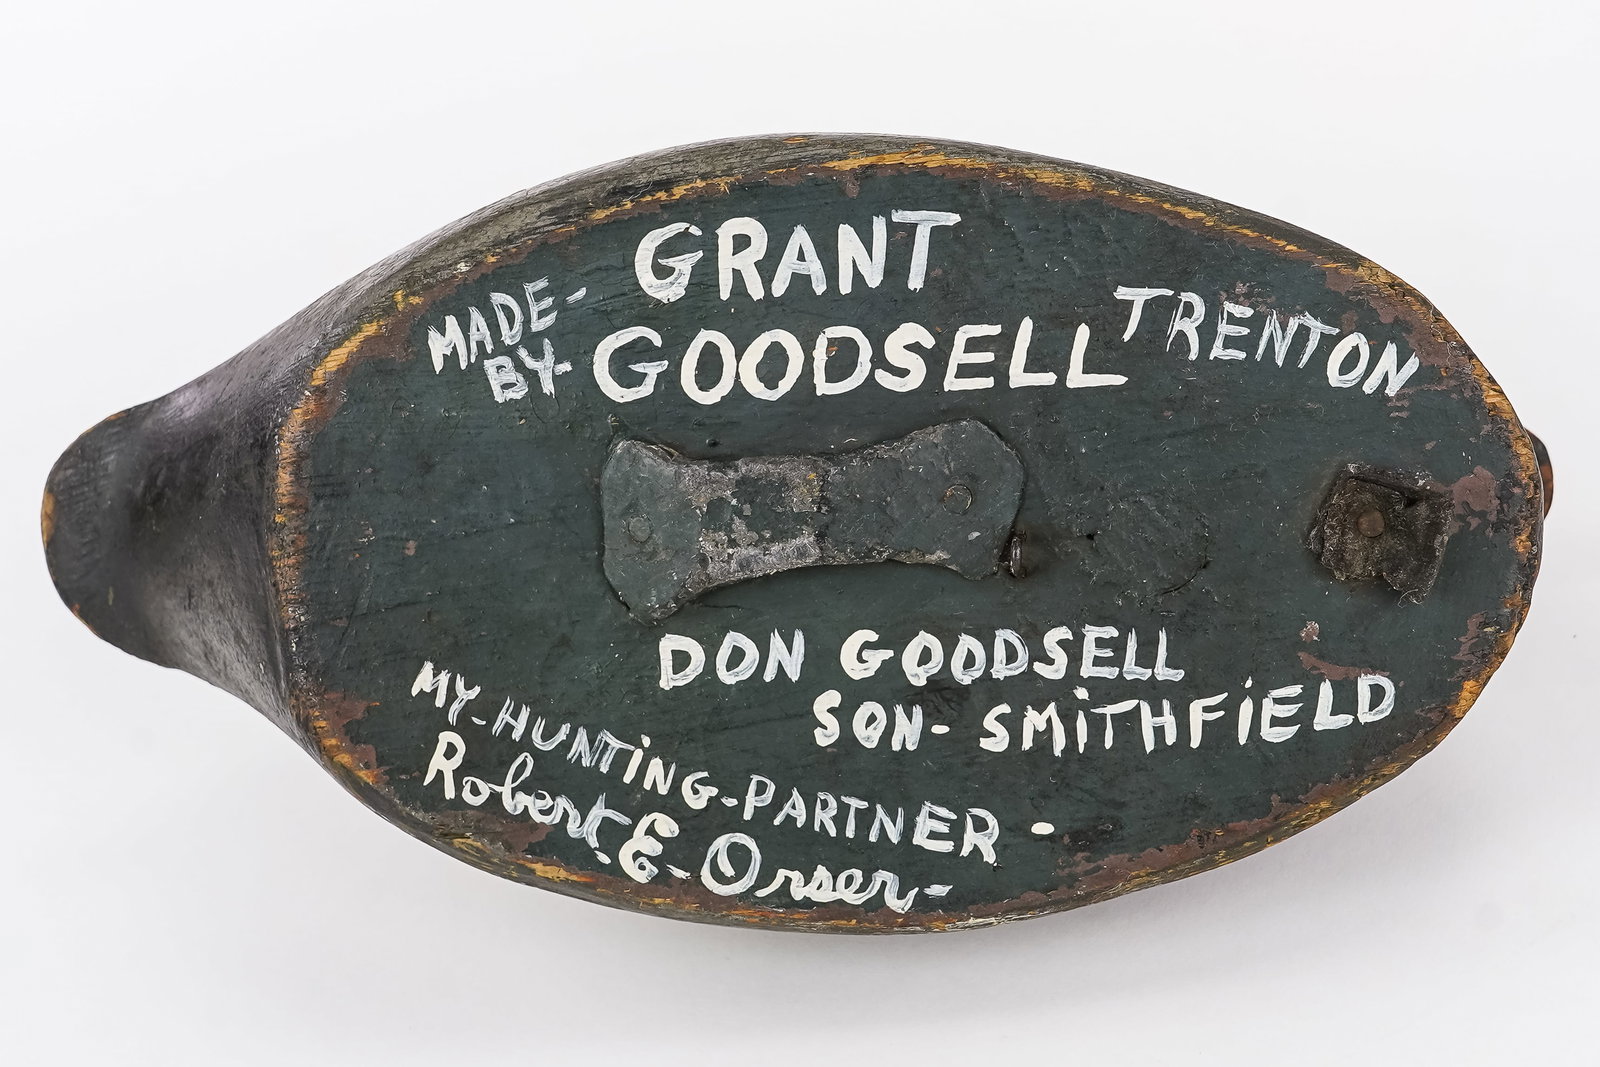 MADE- GRANT
BY- GOODSELL TRENTON
DON GOODSELL
SON- SMiTHFiELD
MY-HUNTiNG-PARTNER-
Robert.E-Orser-